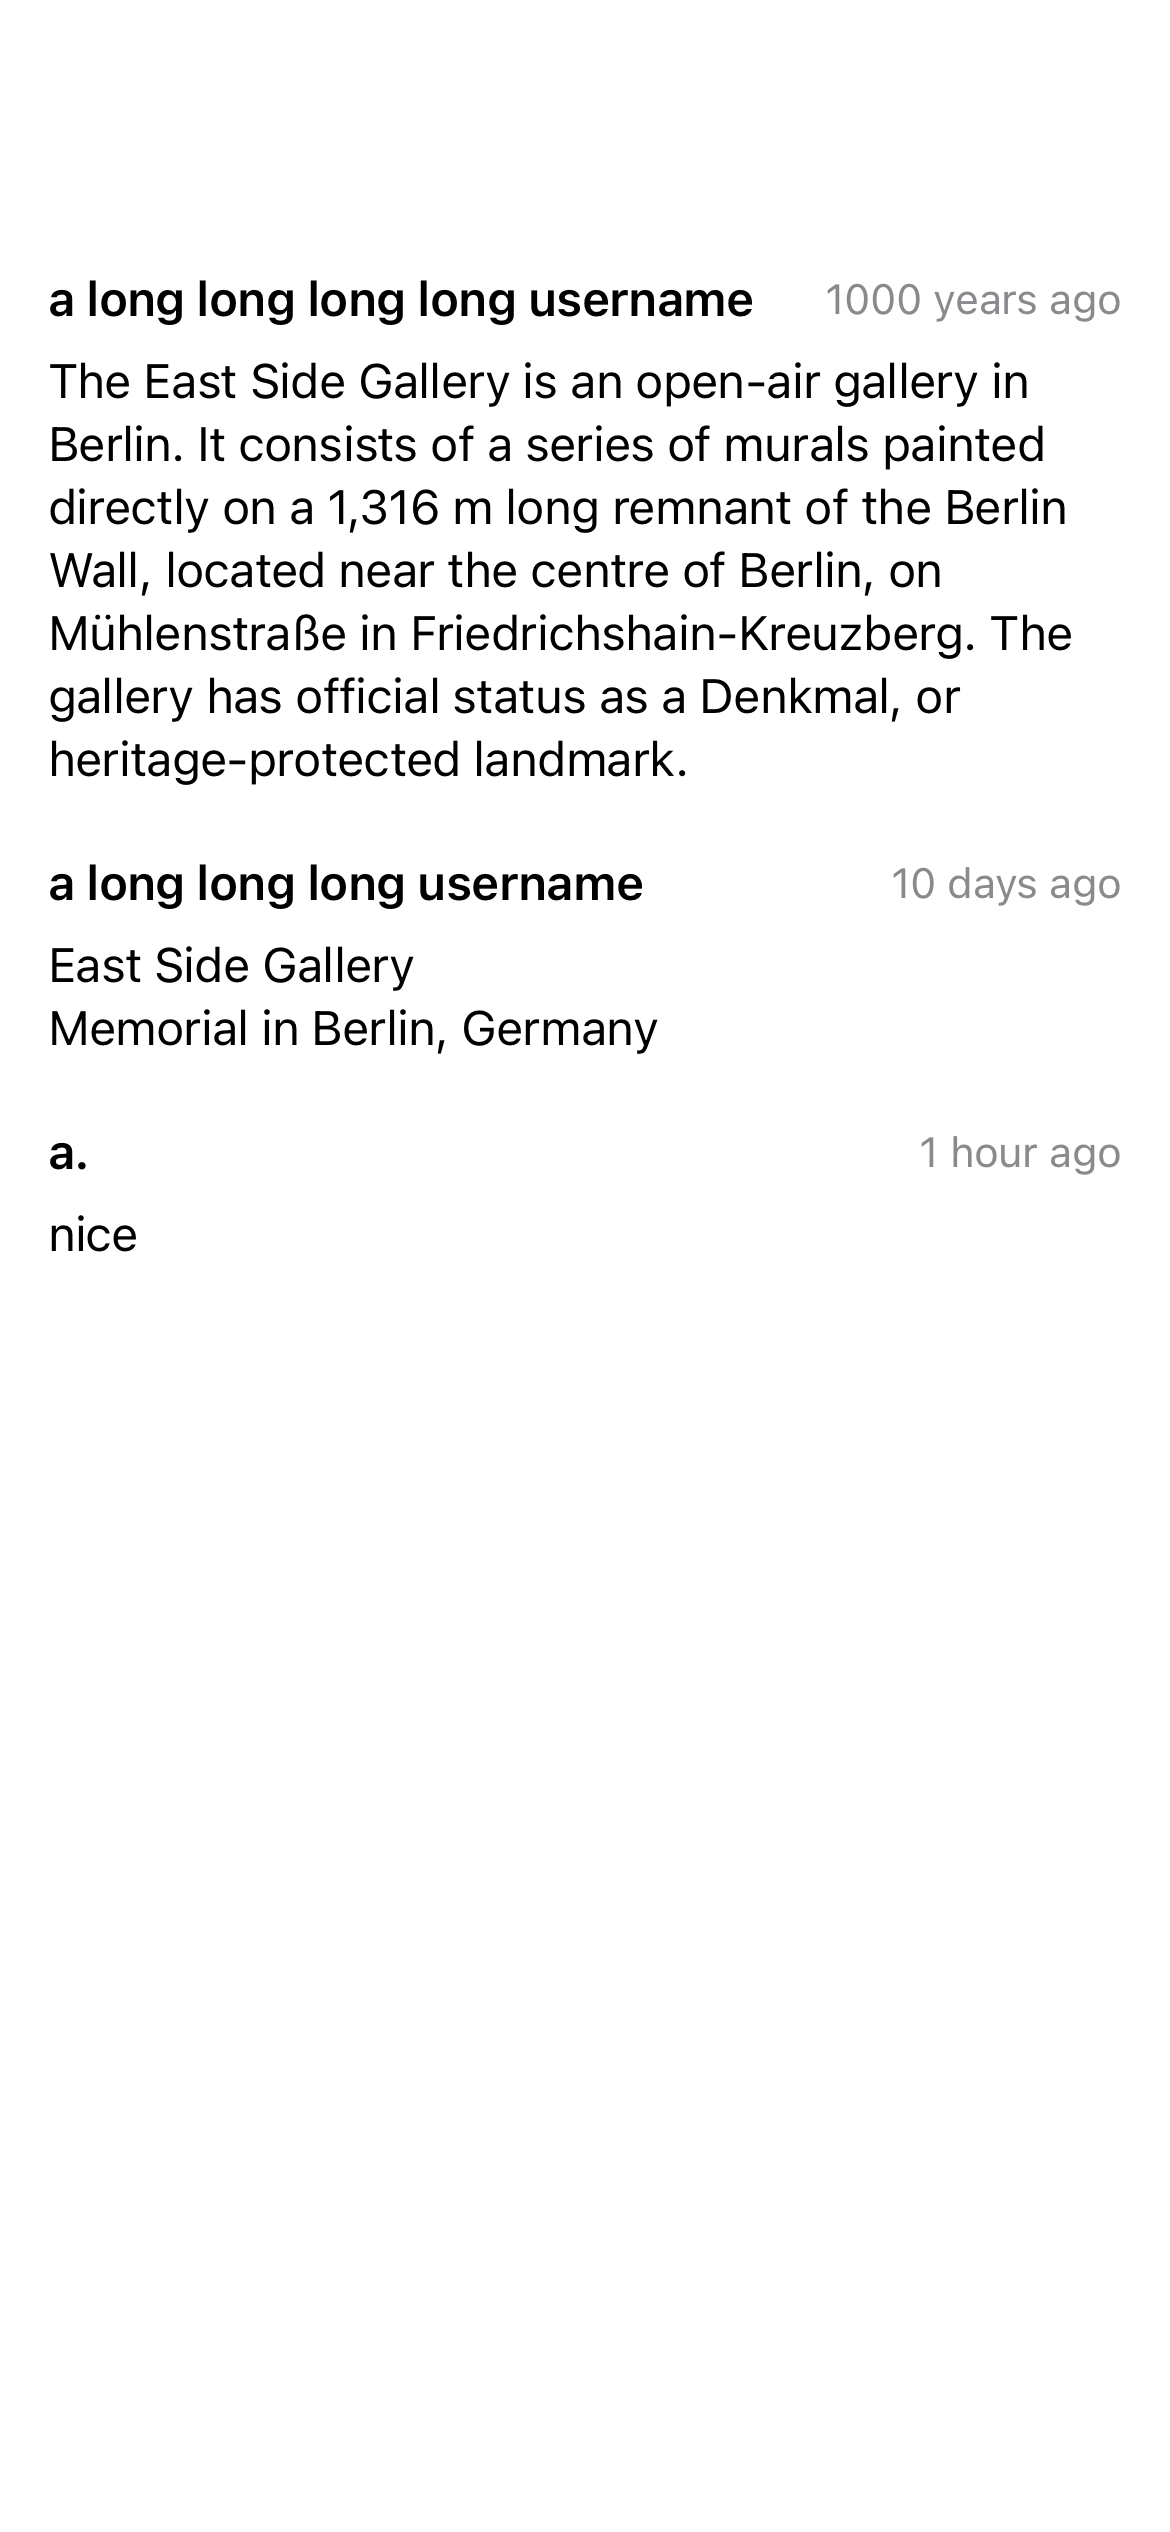 a long long long long username 1000 years ago
The East Side Gallery is an open-air gallery in
Berlin. It consists of a series of murals painted
directly on a 1,316 m long remnant of the Berlin
Wall, located near the centre of Berlin, on
Mühlenstraße in Friedrichshain-Kreuzberg. The
gallery has official status as a Denkmal, or
heritage-protected landmark.
a long long long username 10 days ago
East Side Gallery
Memorial in Berlin, Germany
a. 1 hour ago
nice